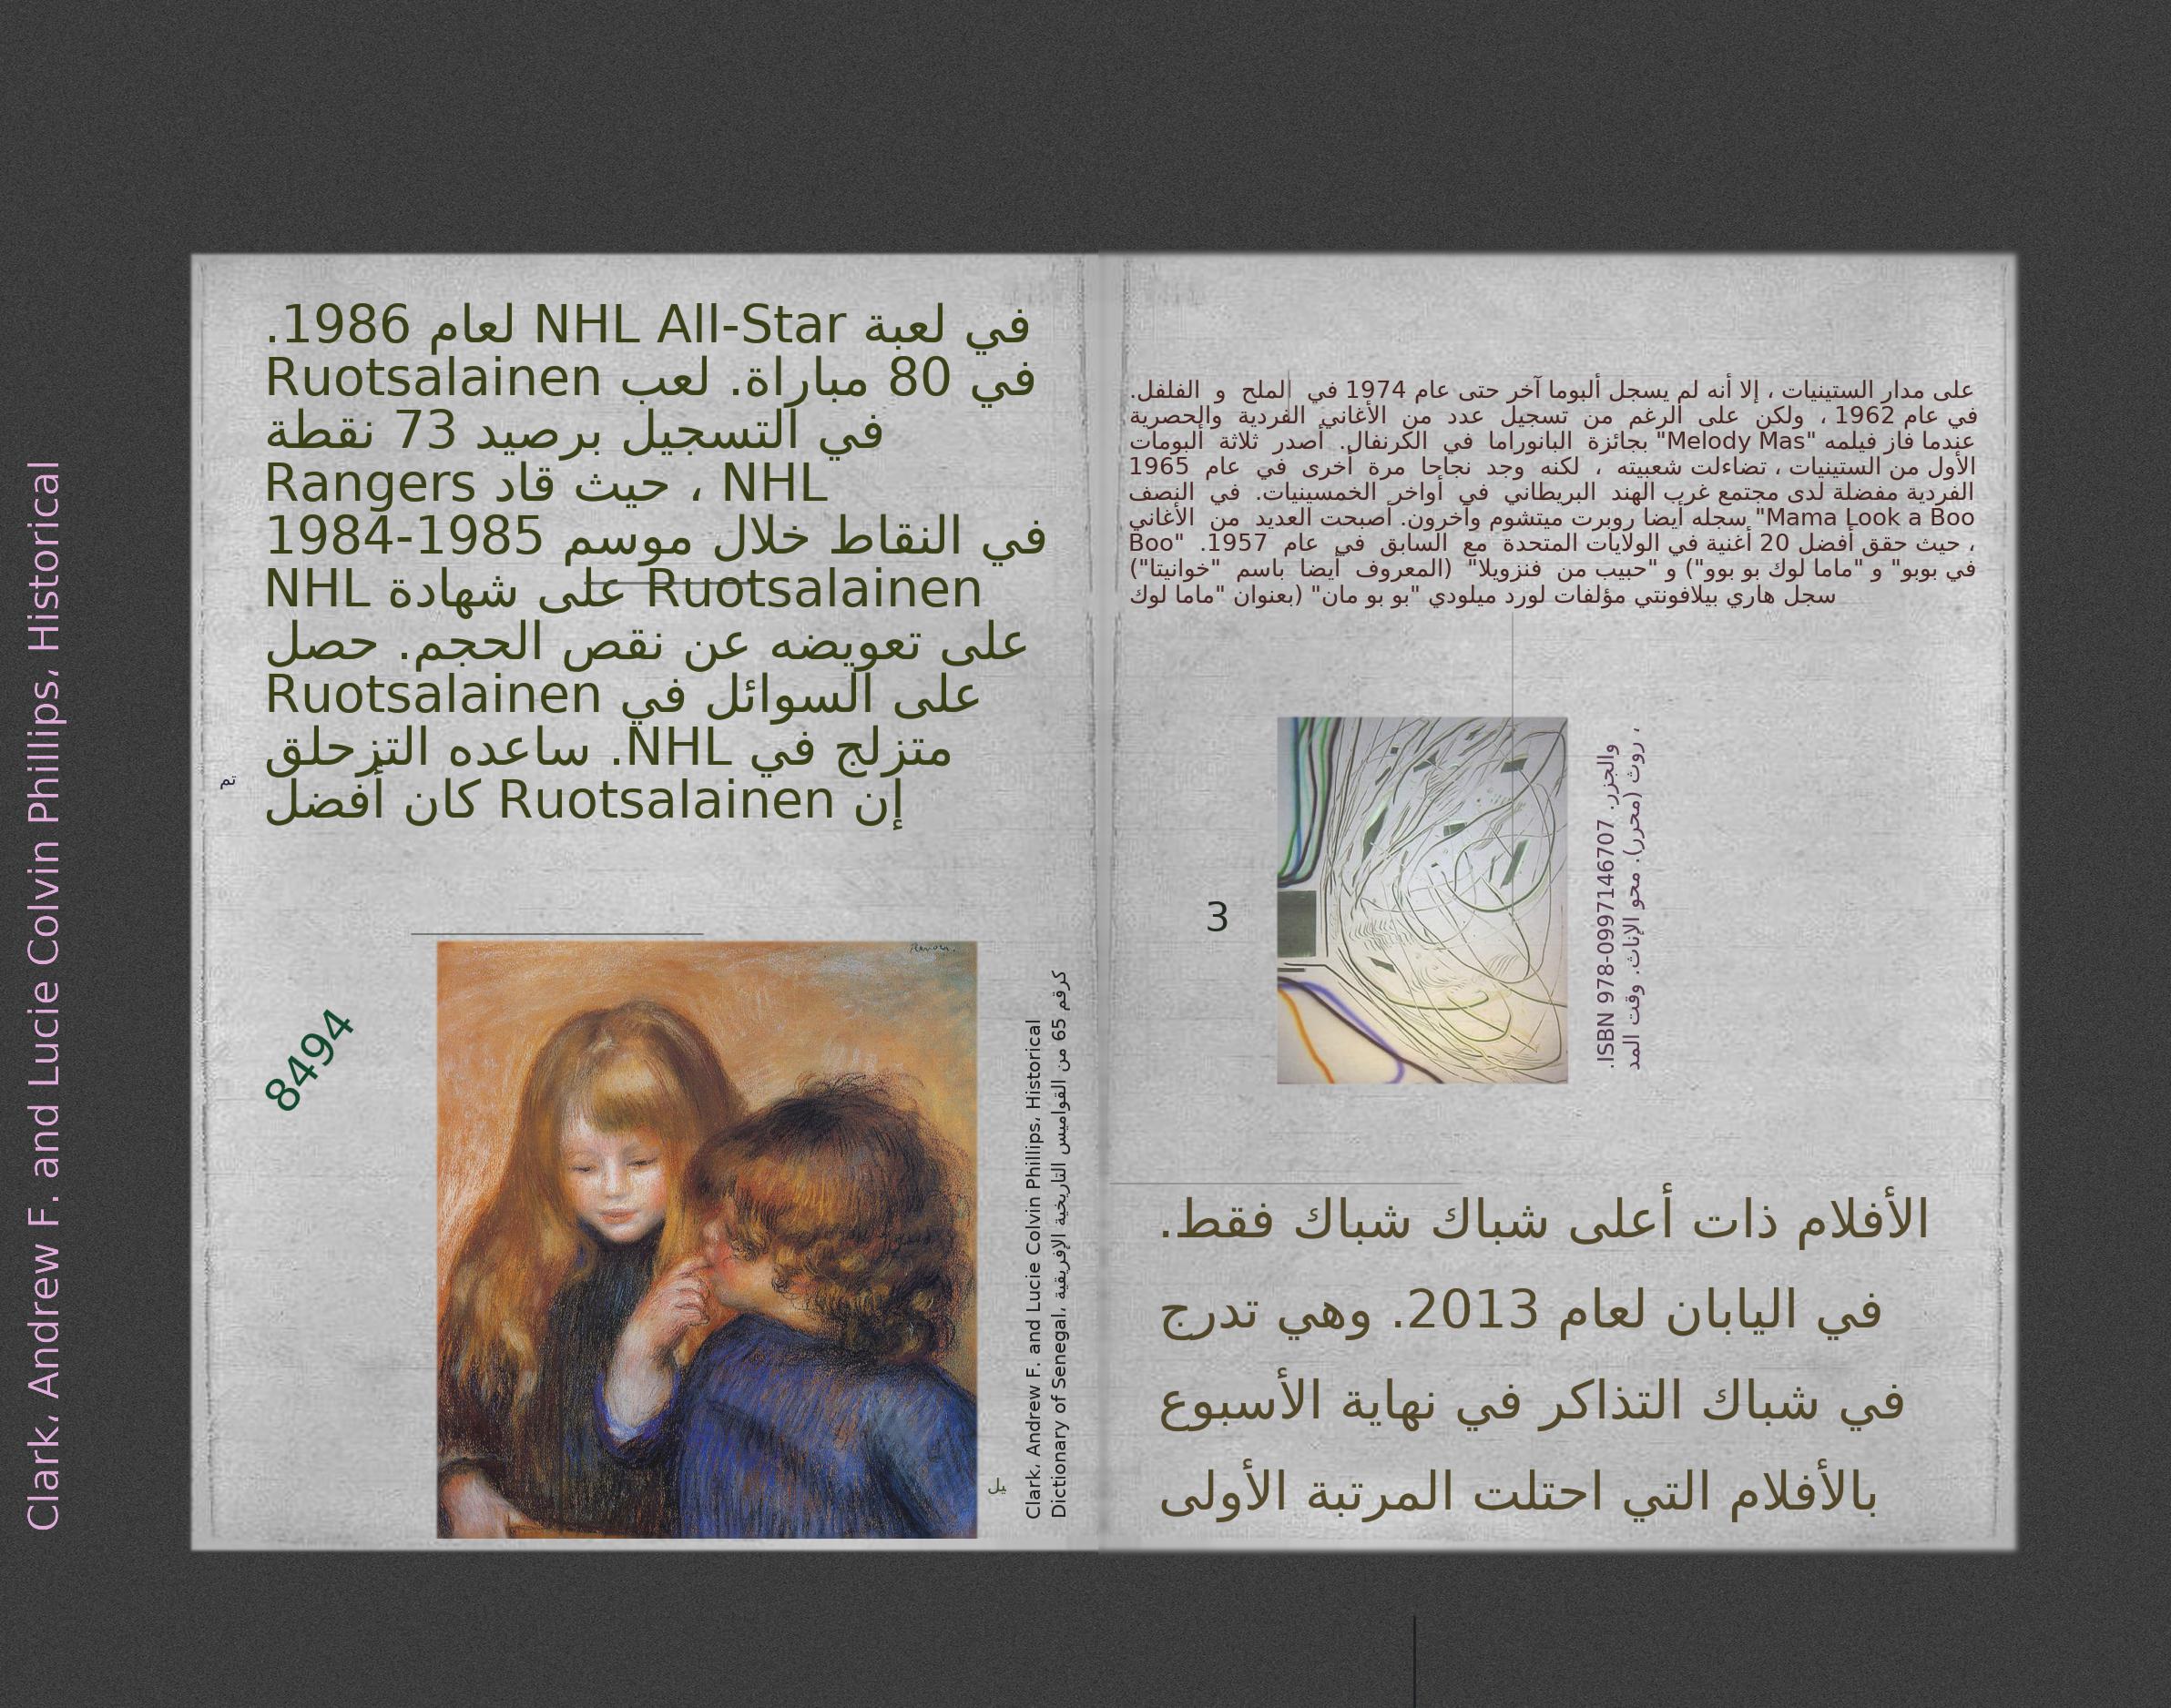 في لعبة NHL All-Star لعام 1986.
في 80 مباراة. لعب Ruotsalainen
في التسجيل برصيد 73 نقطة
NHL ، حيث قاد Rangers
في النقاط خلال موسم 1984-1985
Ruotsalainen على شهادة NHL
على تعويضه عن نقص الحجم. حصل
على السوائل في Ruotsalainen
متزلج في NHL. ساعده التزحلق
إن Ruotsalainen كان أفضل
تم
8494
يل
Clark، Andrew F. and Lucie Colvin Phillips، Historical
Dictionary of Senegal، كرقم 65 من القواميس التاريخية الإفريقية
Clark، Andrew F. and Lucie Colvin Phillips، Historical
على مدار الستينيات ، إلا أنه لم يسجل ألبوما آخر حتى عام 1974 في الملح و الفلفل.
في عام 1962 ، ولكن على الرغم من تسجيل عدد من الأغاني الفردية والحصرية
عندما فاز فيلمه "Melody Mas" بجائزة البانوراما في الكرنفال. أصدر ثلاثة ألبومات
الأول من الستينيات ، تضاءلت شعبيته ، لكنه وجد نجاحا مرة أخرى في عام 1965
الفردية مفضلة لدى مجتمع غرب الهند البريطاني في أواخر الخمسينيات. في النصف
Mama Look a Boo" سجله أيضا روبرت ميتشوم وآخرون. أصبحت العديد من الأغاني
، حيث حقق أفضل 20 أغنية في الولايات المتحدة مع السابق في عام 1957. "Boo
في بوبو" و "ماما لوك بو بوو") و "حبيب من فنزويلا" (المعروف أيضا باسم "خوانيتا")
سجل هاري بيلافونتي مؤلفات لورد ميلودي "بو بو مان" (بعنوان "ماما لوك
3
والجزر. ISBN 978-0997146707.
، روث (محرر). محو الإناث. وقت المد
الأفلام ذات أعلى شباك شباك فقط.
في اليابان لعام 2013. وهي تدرج
في شباك التذاكر في نهاية الأسبوع
بالأفلام التي احتلت المرتبة الأولى